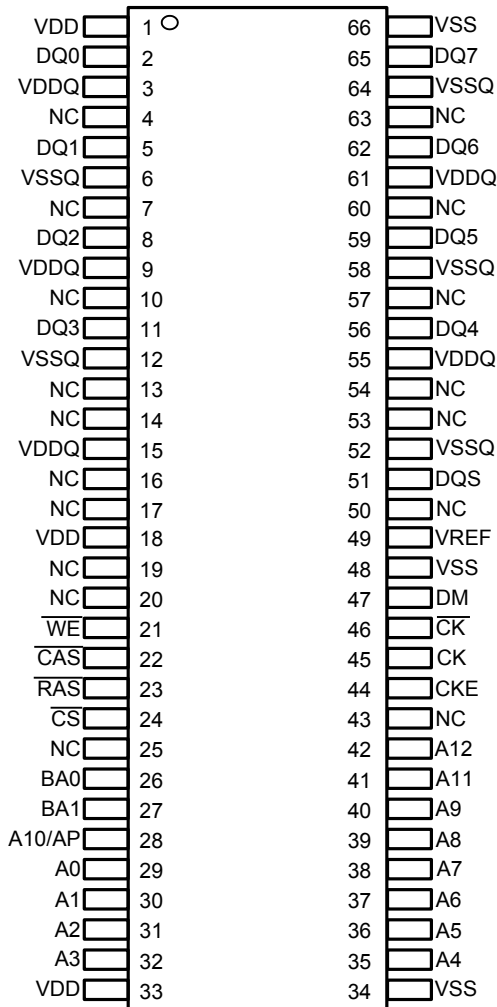 VDD 1 66 VSS
DQ0 2 65 DQ7
VDDQ 3 64 VSSQ
NC 4 63 NC
DQ1 5 62 DQ6
VSSQ 6 61 VDDQ
NC 7 60 NC
DQ2 8 59 DQ5
VDDQ 9 58 VSSQ
NC 10 57 NC
DQ3 11 56 DQ4
VSSQ 12 55 VDDQ
NC 13 54 NC
NC 14 53 NC
VDDQ 15 52 VSSQ
NC 16 51 DQS
NC 17 50 NC
VDD 18 49 VREF
NC 19 48 VSS
NC 20 47 DM
W̅E̅ 21 46 C̅K̅
C̅A̅S̅ 22 45 CK
R̅A̅S̅ 23 44 CKE
C̅S̅ 24 43 NC
NC 25 42 A12
BA0 26 41 A11
BA1 27 40 A9
A10/AP 28 39 A8
A0 29 38 A7
A1 30 37 A6
A2 31 36 A5
A3 32 35 A4
VDD 33 34 VSS